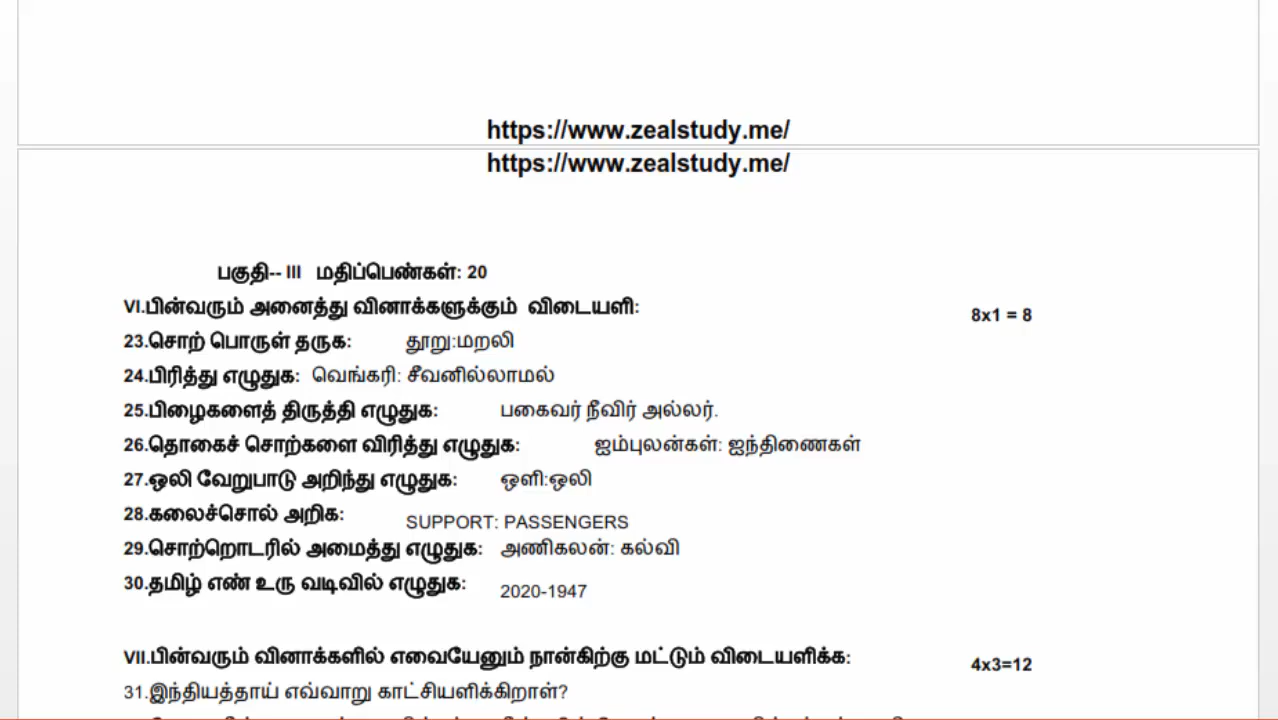 https://www.zealstudy.me/
https://www.zealstudy.me/
பகுதி-- III மதிப்பெண்கள்: 20
VI.பின்வரும் அனைத்து வினாக்களுக்கும் விடையளி:
8x1 = 8
23.சொற் பொருள் தருக: தூறு:மறலி
24.பிரித்து எழுதுக: வெங்கரி: சீவனில்லாமல்
25.பிழைகளைத் திருத்தி எழுதுக: பகைவர் நீவிர் அல்லர்.
26.தொகைச் சொற்களை விரித்து எழுதுக: ஐம்புலன்கள்: ஐந்திணைகள்
27.ஒலி வேறுபாடு அறிந்து எழுதுக: ஒளி:ஒலி
28.கலைச்சொல் அறிக: SUPPORT: PASSENGERS
29.சொற்றொடரில் அமைத்து எழுதுக: அணிகலன்: கல்வி
30.தமிழ் எண் உரு வடிவில் எழுதுக: 2020-1947
VII.பின்வரும் வினாக்களில் எவையேனும் நான்கிற்கு மட்டும் விடையளிக்க:
4x3=12
31.இந்தியத்தாய் எவ்வாறு காட்சியளிக்கிறாள்?